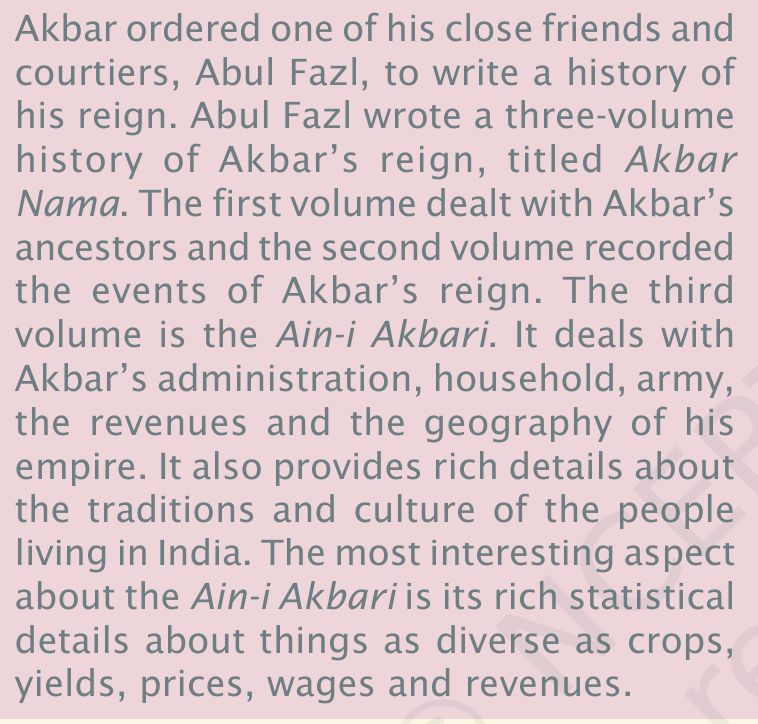 Akbar ordered one of his close friends and
courtiers, Abul Fazl, to write a history of
his reign. Abul Fazl wrote a three-volume
history of Akbar’s reign, titled Akbar
Nama. The first volume dealt with Akbar’s
ancestors and the second volume recorded
the events of Akbar’s reign. The third
volume is the Ain-i Akbari. It deals with
Akbar’s administration, household, army,
the revenues and the geography of his
empire. It also provides rich details about
the traditions and culture of the people
living in India. The most interesting aspect
about the Ain-i Akbari is its rich statistical
details about things as diverse as crops,
yields, prices, wages and revenues.